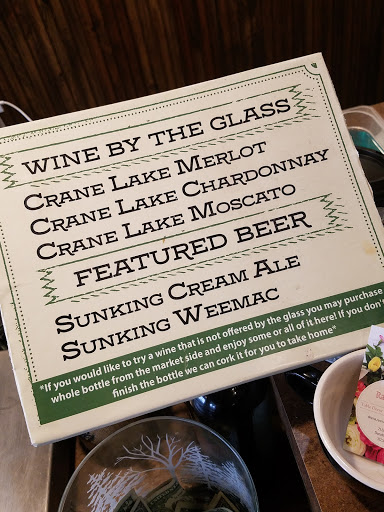 WINE BY THE GLASS
CRANE LAKE MERLOT
CRANE LAKE CHARDONNAY
CRANE LAKE MOSCATO
FEATURED BEER
SUNKING CREAM ALE
SUNKING WEEMAC
*If you would like to try a wine that is not offered by the glass you may purchase
whole bottle from the market side and enjoy some or all of it here! If you don't
finish the bottle we can cork it for you to take home*